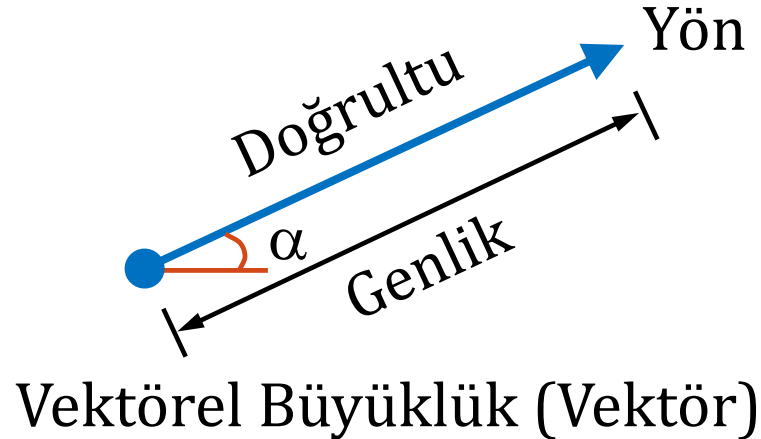 Yön
Doğrultu
α
Genlik
Vektörel Büyüklük (Vektör)